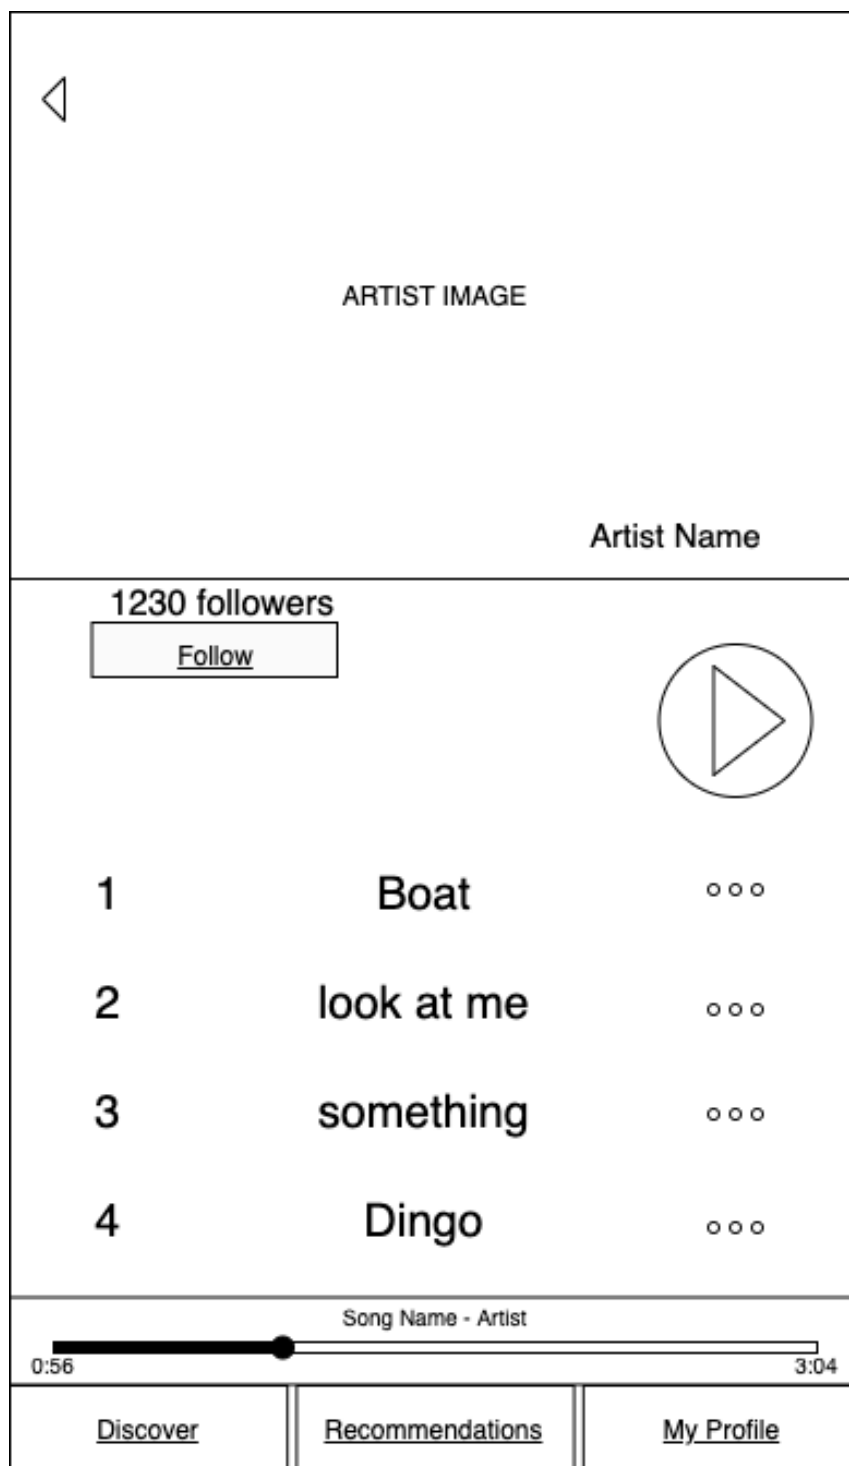 ARTIST IMAGE
Artist Name
1230 followers
Follow
1 Boat
2 look at me
3 something
4 Dingo
Song Name - Artist
0:56 3:04
Discover Recommendations My Profile